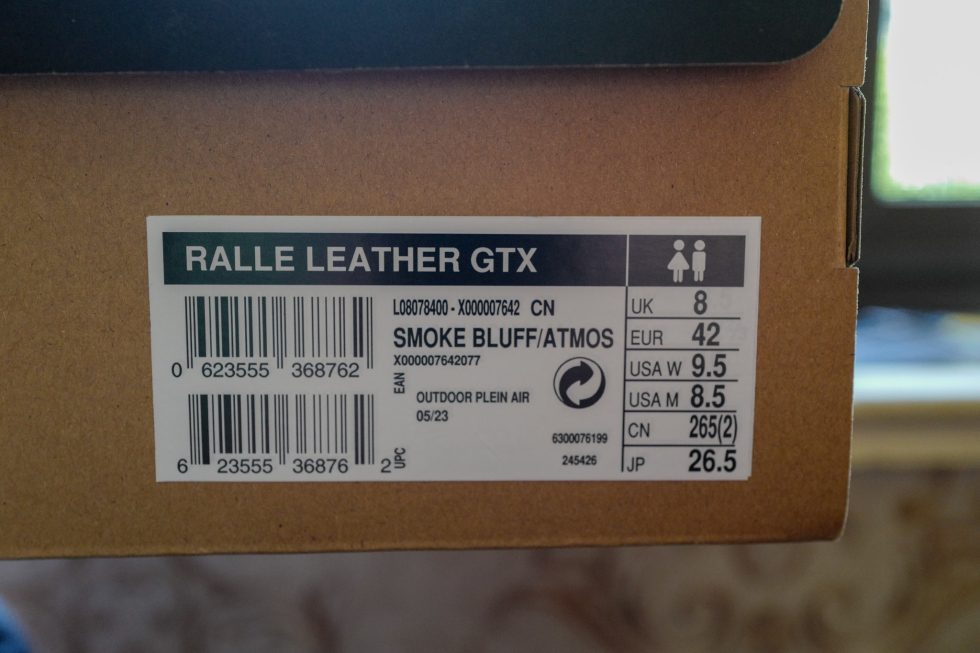 RALLE LEATHER GTX
L08078400 - X000007642 CN
SMOKE BLUFF/ATMOS
X000007642077
0 623555 368762
EAN
OUTDOOR PLEIN AIR
05/23
6 23555 36876 2
UPC
6300076199
245426
UK 8
EUR 42
USA W 9.5
USA M 8.5
CN 265(2)
JP 26.5